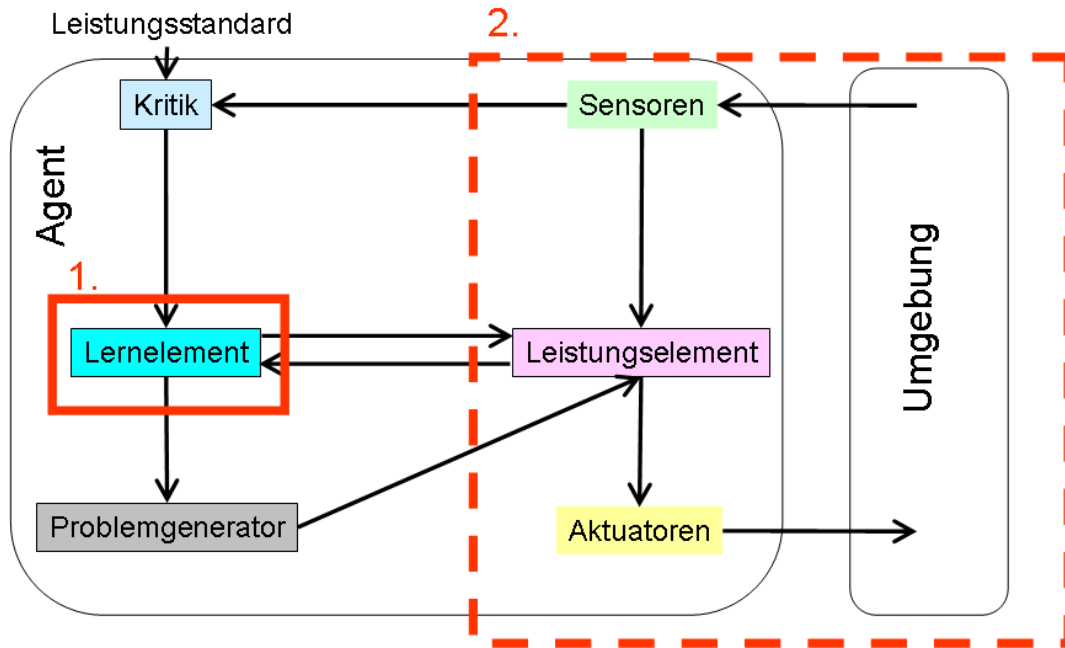 Leistungsstandard
2.
Kritik
Sensoren
Agent
1.
Umgebung
Lernelement
Leistungselement
Problemgenerator
Aktuatoren